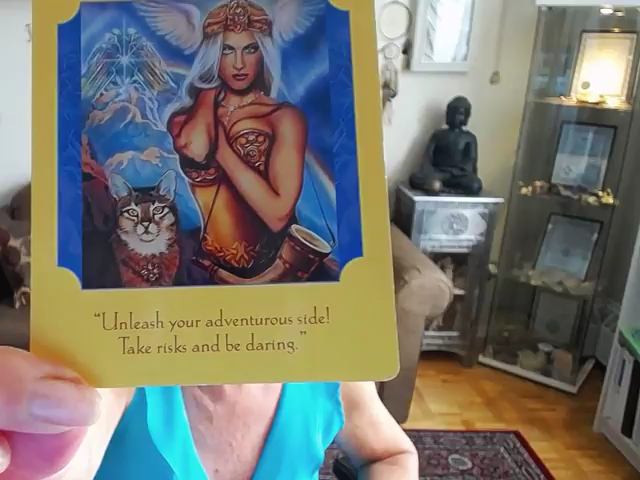 “Unleash your adventurous side!
Take risks and be daring.”